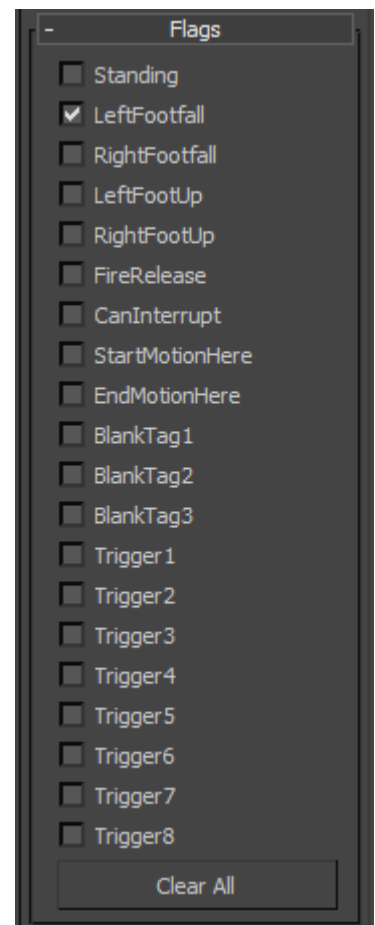 - Flags
Standing
LeftFootfall
RightFootfall
LeftFootUp
RightFootUp
FireRelease
CanInterrupt
StartMotionHere
EndMotionHere
BlankTag1
BlankTag2
BlankTag3
Trigger1
Trigger2
Trigger3
Trigger4
Trigger5
Trigger6
Trigger7
Trigger8
Clear All